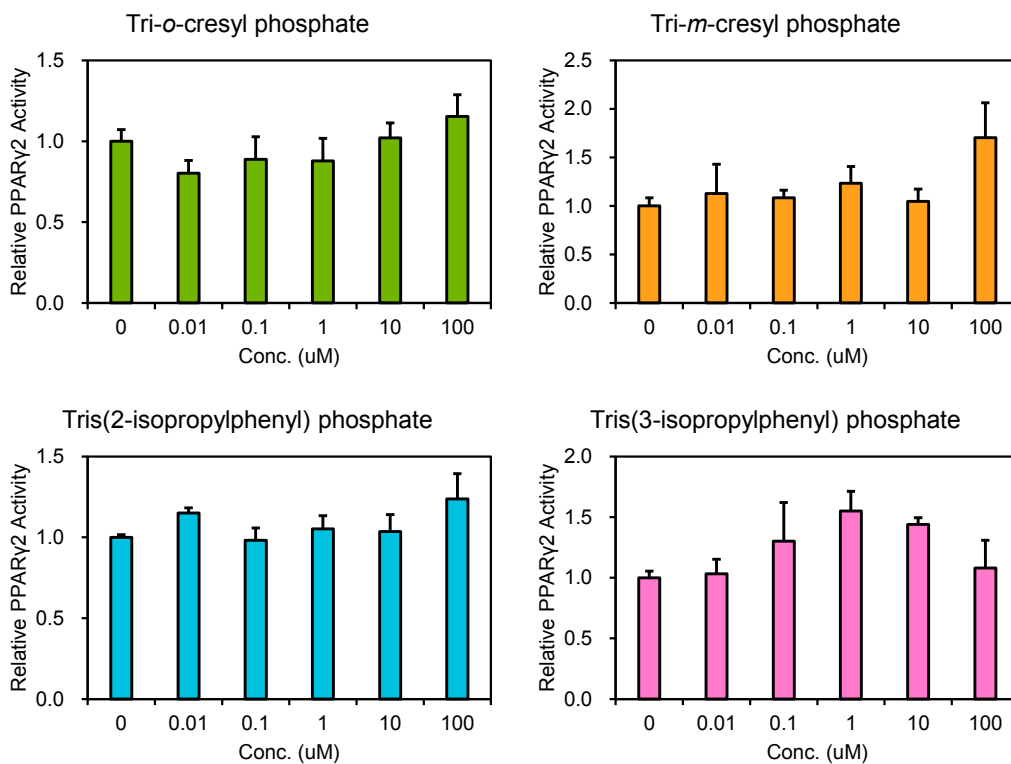 Tri-o-cresyl phosphate
Relative PPARγ2 Activity
1.5
1.0
0.5
0.0
0 0.01 0.1 1 10 100
Conc. (uM)
Tri-m-cresyl phosphate
Relative PPARγ2 Activity
2.5
2.0
1.5
1.0
0.5
0.0
0 0.01 0.1 1 10 100
Conc. (uM)
Tris(2-isopropylphenyl) phosphate
Relative PPARγ2 Activity
1.5
1.0
0.5
0.0
0 0.01 0.1 1 10 100
Conc. (uM)
Tris(3-isopropylphenyl) phosphate
Relative PPARγ2 Activity
2.0
1.5
1.0
0.5
0.0
0 0.01 0.1 1 10 100
Conc. (uM)